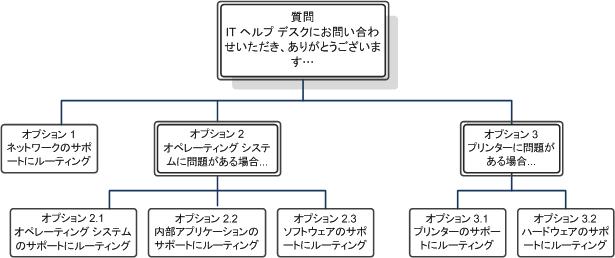 質問
IT ヘルプ デスクにお問い合わ
せいただき、ありがとうございま
す…
オプション 1
ネットワークのサポ
ートにルーティング
オプション 2
オペレーティング システ
ムに問題がある場合...
オプション 3
プリンターに問題が
ある場合...
オプション 2.1
オペレーティング システム
のサポートにルーティング
オプション 2.2
内部アプリケーションの
サポートにルーティング
オプション 2.3
ソフトウェアのサポ
ートにルーティング
オプション 3.1
プリンターのサポー
トにルーティング
オプション 3.2
ハードウェアのサポ
ートにルーティング